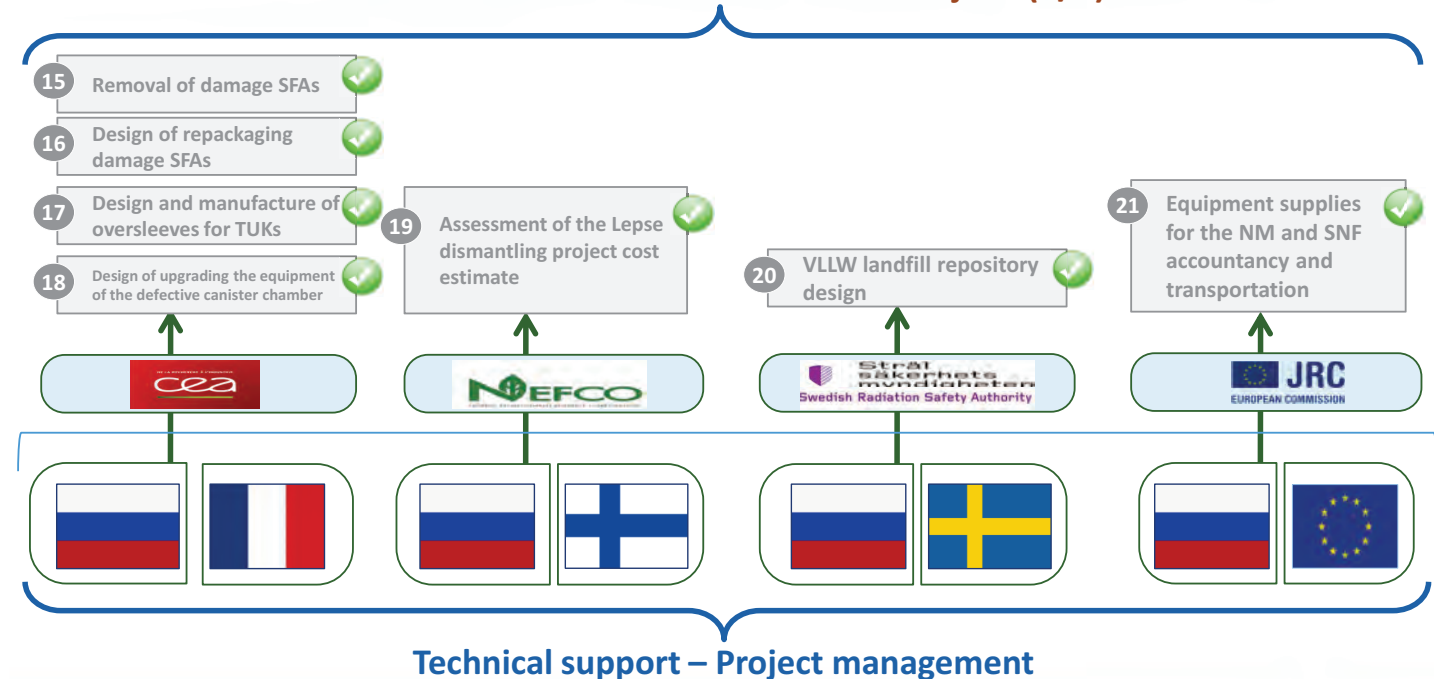 15
Removal of damage SFAs
16
Design of repackaging
damage SFAs
17
Design and manufacture of
oversleeves for TUKs
18
Design of upgrading the equipment
of the defective canister chamber
19
Assessment of the Lepse
dismantling project cost
estimate
20
VLLW landfill repository
design
21
Equipment supplies
for the NM and SNF
accountancy and
transportation
cea
NEFCO
Strål
säkerhets
myndigheten
Swedish Radiation Safety Authority
JRC
EUROPEAN COMMISSION
Technical support – Project management